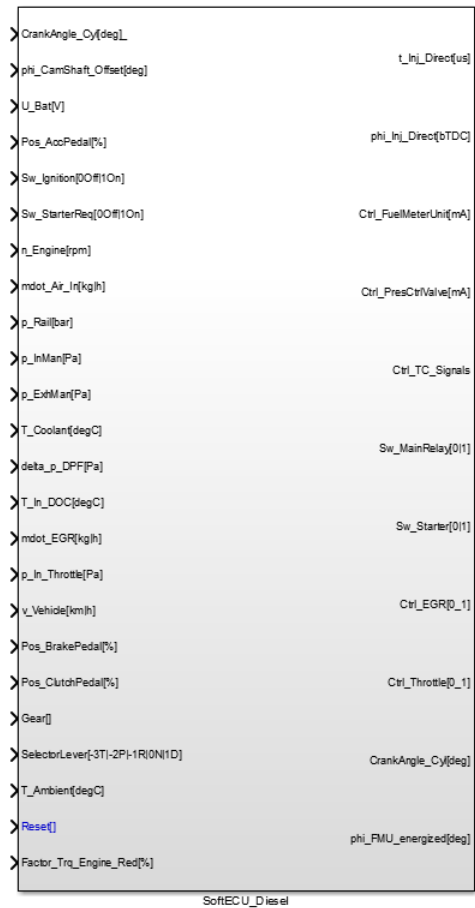 CrankAngle_Cyl[deg]_
phi_CamShaft_Offset[deg]
U_Bat[V]
Pos_AccPedal[%]
Sw_Ignition[0Off|1On]
Sw_StarterReq[0Off|1On]
n_Engine[rpm]
mdot_Air_In[kg|h]
p_Rail[bar]
p_InMan[Pa]
p_ExhMan[Pa]
T_Coolant[degC]
delta_p_DPF[Pa]
T_In_DOC[degC]
mdot_EGR[kg|h]
p_In_Throttle[Pa]
v_Vehicle[km|h]
Pos_BrakePedal[%]
Pos_ClutchPedal[%]
Gear[]
SelectorLever[-3T|-2P|-1R|0N|1D]
T_Ambient[degC]
Reset[]
Factor_Trq_Engine_Red[%]
t_Inj_Direct[us]
phi_Inj_Direct[bTDC]
Ctrl_FuelMeterUnit[mA]
Ctrl_PresCtrlValve[mA]
Ctrl_TC_Signals
Sw_MainRelay[0|1]
Sw_Starter[0|1]
Ctrl_EGR[0_1]
Ctrl_Throttle[0_1]
CrankAngle_Cyl[deg]
phi_FMU_energized[deg]
SoftECU_Diesel